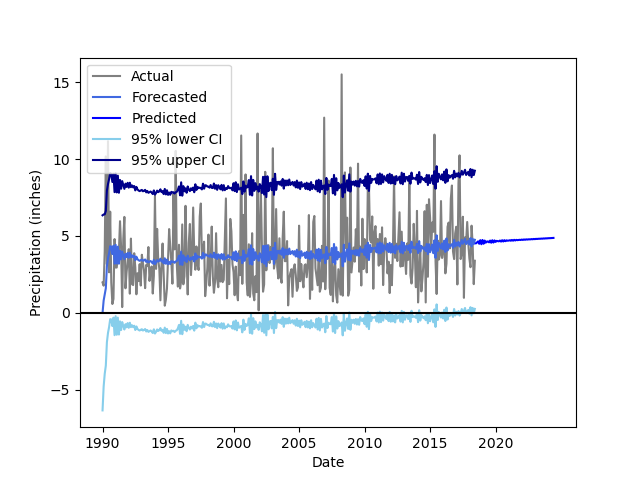 Actual
Forecasted
Predicted
95% lower CI
95% upper CI
15
10
5
0
−5
Precipitation (inches)
1990 1995 2000 2005 2010 2015 2020
Date